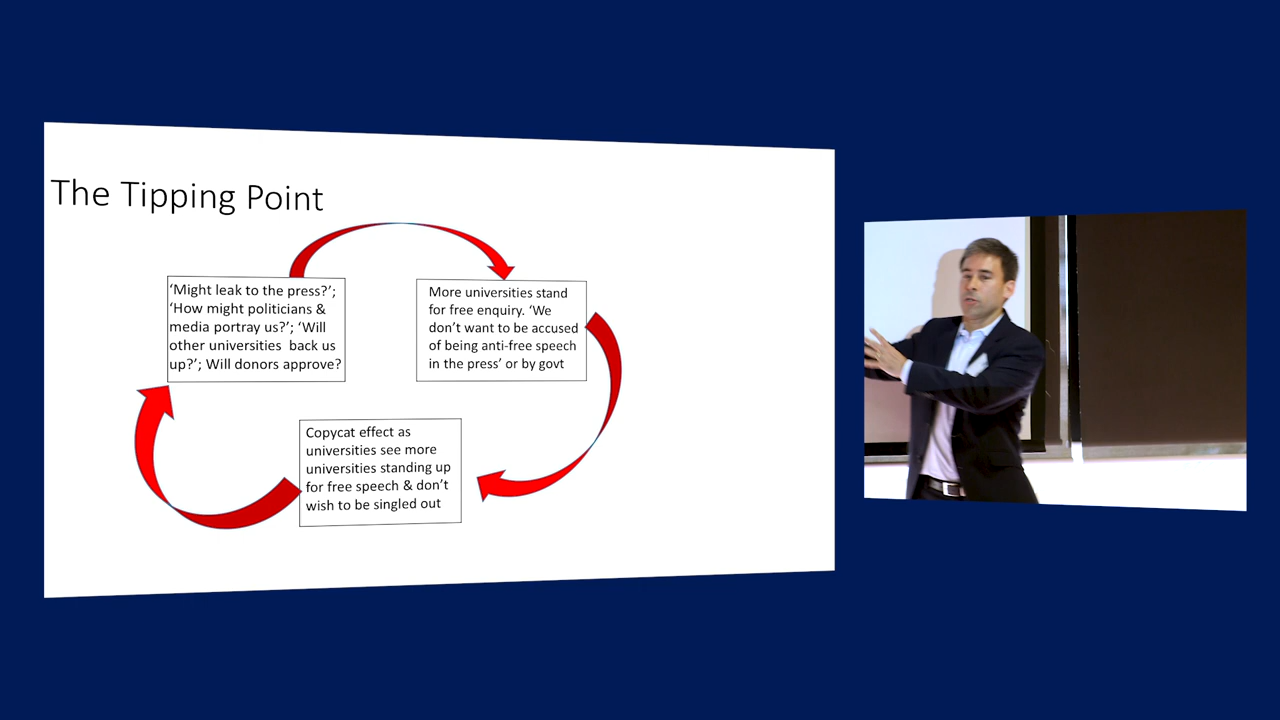 The Tipping Point
‘Might leak to the press?’;
‘How might politicians &
media portray us?’; ‘Will
other universities back us
up?’; Will donors approve?
More universities stand
for free enquiry. ‘We
don’t want to be accused
of being anti-free speech
in the press’ or by govt
Copycat effect as
universities see more
universities standing up
for free speech & don’t
wish to be singled out